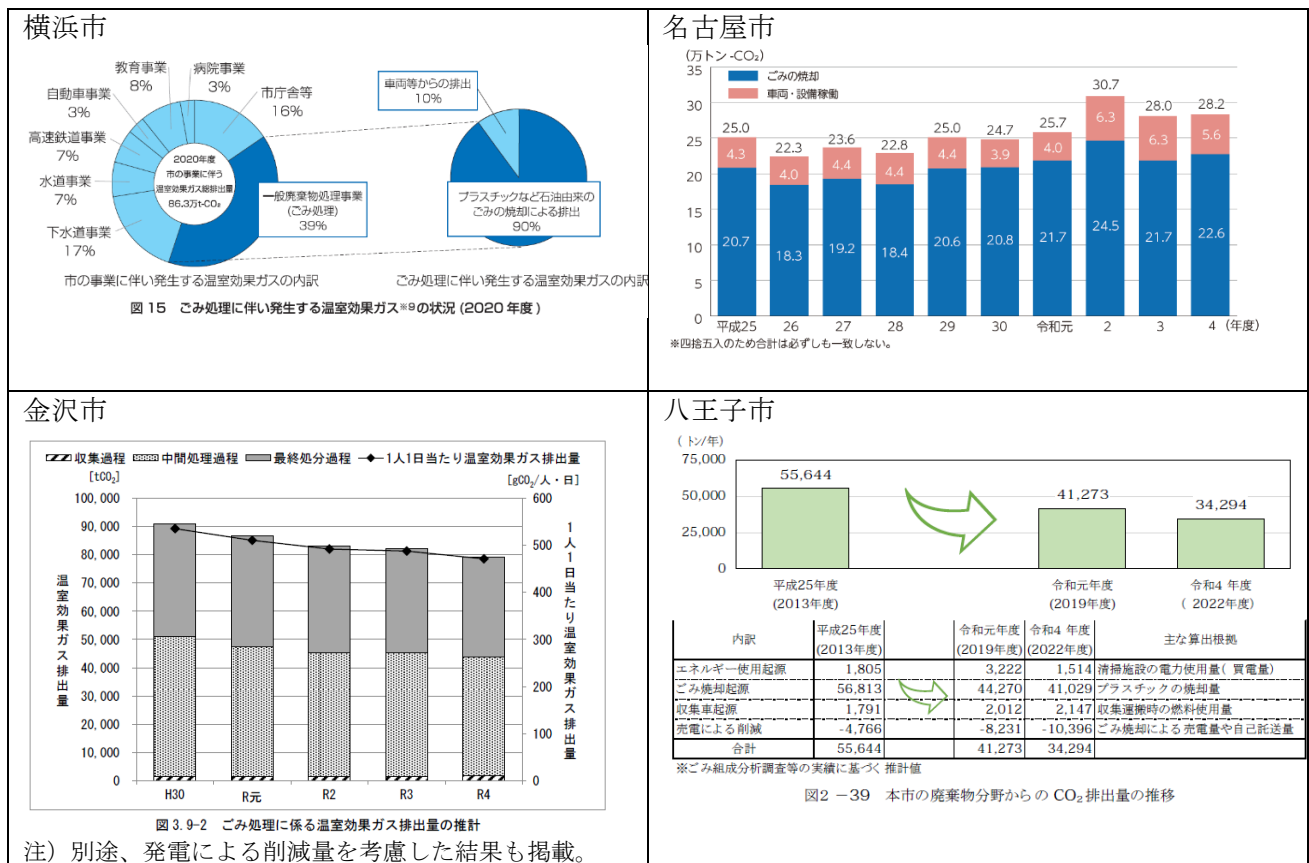 横浜市
教育事業
8%
病院事業
3%
自動車事業
3%
市庁舎等
16%
高速鉄道事業
7%
水道事業
7%
下水道事業
17%
2020年度
市の事業に伴う
温室効果ガス総排出量
86.3万t-CO₂
一般廃棄物処理事業
(ごみ処理)
39%
車両等からの排出
10%
プラスチックなど石油由来の
ごみの焼却による排出
90%
市の事業に伴い発生する温室効果ガスの内訳
ごみ処理に伴い発生する温室効果ガスの内訳
図 15 ごみ処理に伴い発生する温室効果ガス※9の状況 (2020 年度 )
名古屋市
(万トン-CO₂)
ごみの焼却
車両・設備稼働
35
30
25
20
15
10
5
0
25.0 22.3 23.6 22.8 25.0 24.7 25.7 30.7 28.0 28.2
4.3 4.0 4.4 4.4 4.4 3.9 4.0 6.3 6.3 5.6
20.7 18.3 19.2 18.4 20.6 20.8 21.7 24.5 21.7 22.6
平成25 26 27 28 29 30 令和元 2 3 4 (年度)
※四捨五入のため合計は必ずしも一致しない。
金沢市
収集過程 中間処理過程 最終処分過程 1人1日当たり温室効果ガス排出量
[tCO₂]
[gCO₂/人・日]
100,000
90,000
80,000
70,000
60,000
50,000
40,000
30,000
20,000
10,000
0
温室効果ガス排出量
600
500
400
300
200
100
0
1人1日当たり温室効果ガス排出量
H30 R元 R2 R3 R4
図 3.9-2 ごみ処理に係る温室効果ガス排出量の推計
注）別途、発電による削減量を考慮した結果も掲載。
八王子市
( トン/年)
75,000
50,000
25,000
0
55,644
41,273
34,294
平成25年度 令和元年度 令和4 年度
(2013年度) (2019年度) ( 2022年度)
内訳 平成25年度 (2013年度) 令和元年度 (2019年度) 令和4 年度 (2022年度) 主な算出根拠
エネルギー使用起源 1,805 3,222 1,514 清掃施設の電力使用量( 買電量)
ごみ焼却起源 56,813 44,270 41,029 プラスチックの焼却量
収集車起源 1,791 2,012 2,147 収集運搬時の燃料使用量
売電による削減 -4,766 -8,231 -10,396 ごみ焼却による売電量や自己託送量
合計 55,644 41,273 34,294
※ごみ組成分析調査等の実績に基づく推計値
図2 －39 本市の廃棄物分野からの CO₂排出量の推移